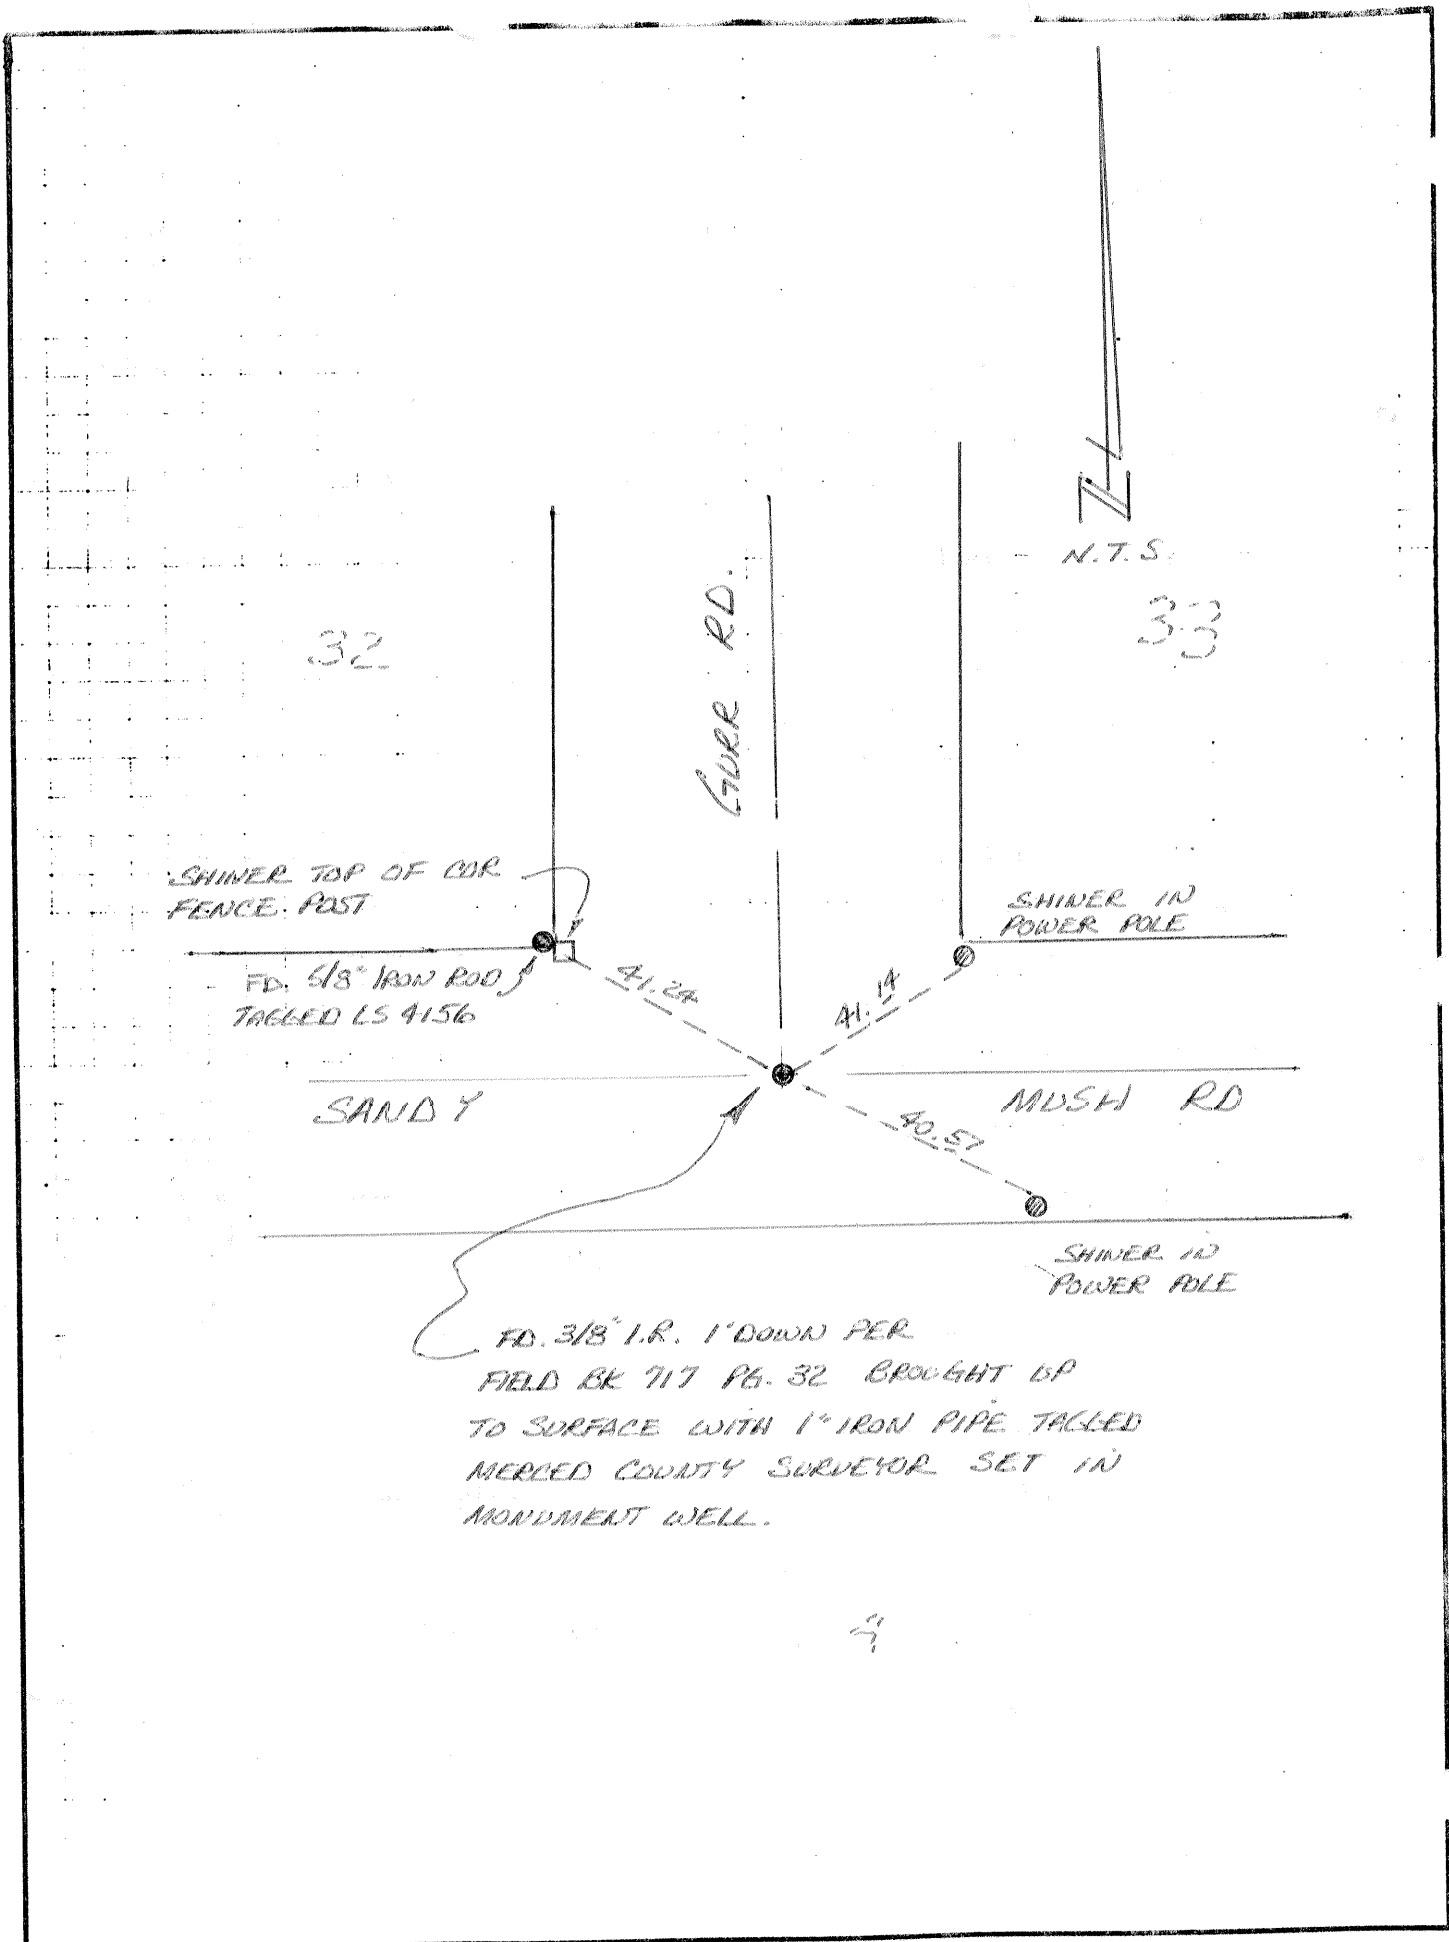 N.T.S.
32
33
GURR RD.
SHINER TOP OF COR
FENCE POST
SHINER IN
POWER POLE
FD. 5/8" IRON ROD
TAGGED LS 4156
41.24
41.14
SANDY
MUSH RD
40.57
SHINER IN
POWER POLE
FD. 3/8" I.R. 1' DOWN PER
FIELD BK 717 PG. 32 BROUGHT UP
TO SURFACE WITH 1" IRON PIPE TAGGED
MERCED COUNTY SURVEYOR SET IN
MONUMENT WELL.